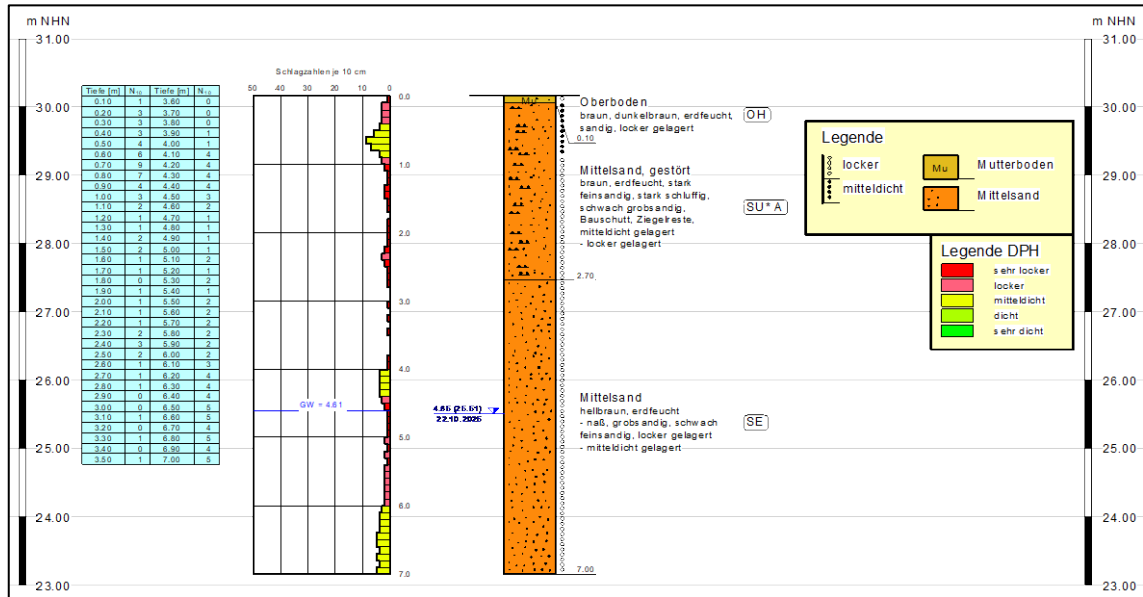 m NHN
m NHN
31.00
30.00
29.00
28.00
27.00
26.00
25.00
24.00
23.00
Tiefe [m] N10 Tiefe [m] N10
0.10 1 3.60 0
0.20 3 3.70 0
0.30 3 3.80 0
0.40 3 3.90 1
0.50 4 4.00 1
0.60 6 4.10 4
0.70 9 4.20 4
0.80 7 4.30 4
0.90 4 4.40 4
1.00 3 4.50 3
1.10 2 4.60 2
1.20 1 4.70 1
1.30 1 4.80 1
1.40 2 4.90 1
1.50 2 5.00 1
1.60 1 5.10 2
1.70 1 5.20 1
1.80 0 5.30 2
1.90 1 5.40 1
2.00 1 5.50 2
2.10 1 5.60 2
2.20 1 5.70 2
2.30 2 5.80 2
2.40 3 5.90 2
2.50 2 6.00 2
2.60 1 6.10 3
2.70 1 6.20 4
2.80 1 6.30 4
2.90 0 6.40 4
3.00 0 6.50 5
3.10 1 6.60 5
3.20 0 6.70 4
3.30 1 6.80 5
3.40 0 6.90 4
3.50 1 7.00 5
Schlagzahlen je 10 cm
50 40 30 20 10 0
0.0
1.0
2.0
3.0
4.0
5.0
6.0
7.0
GW = 4.61
4.65 (25.51)
22.10.2025
Mu
Oberboden
braun, dunkelbraun, erdfeucht,
sandig, locker gelagert
OH
0.10
Mittelsand, gestört
braun, erdfeucht, stark
feinsandig, stark schluffig,
schwach grobsandig,
Bauschutt, Ziegelreste,
mitteldicht gelagert
- locker gelagert
SU* A
2.70
Mittelsand
hellbraun, erdfeucht
- naß, grobsandig, schwach
feinsandig, locker gelagert
- mitteldicht gelagert
SE
7.00
Legende
locker
mitteldicht
Mu
Mutterboden
Mittelsand
Legende DPH
sehr locker
locker
mitteldicht
dicht
sehr dicht
31.00
30.00
29.00
28.00
27.00
26.00
25.00
24.00
23.00